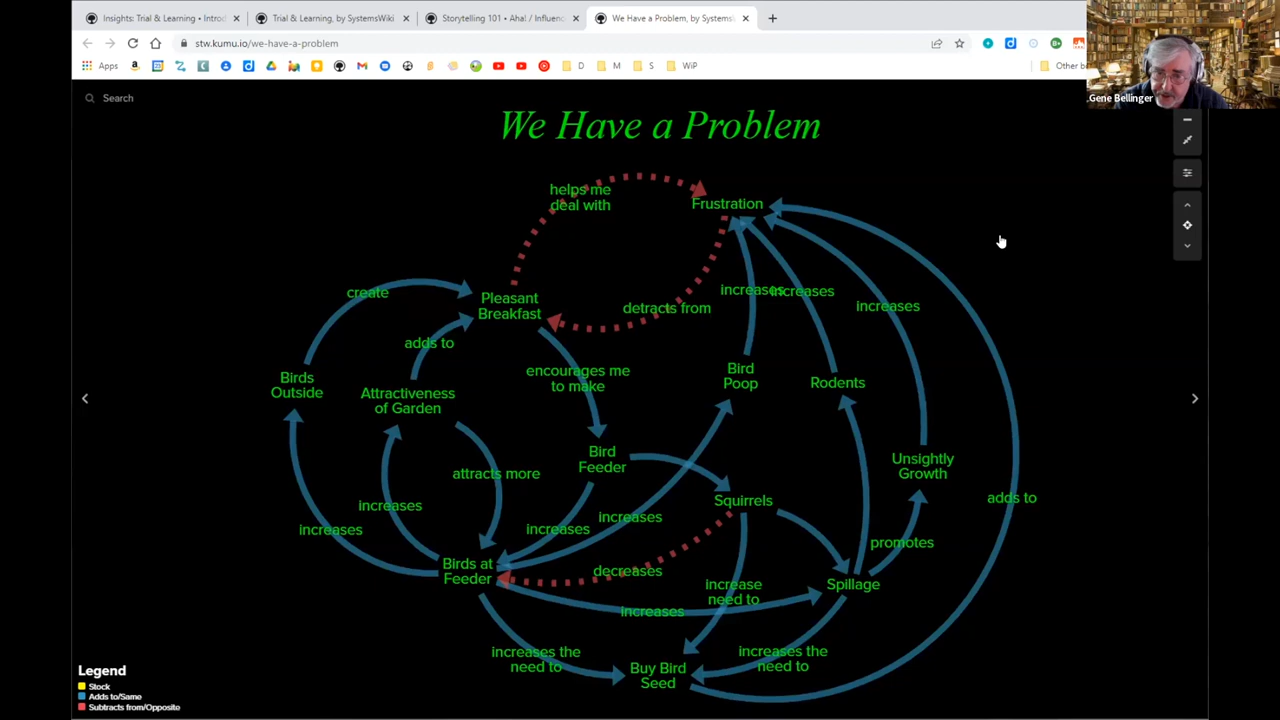 Insights: Trial & Learning • Introd
Trial & Learning, by SystemsWiki
Storytelling 101 • Aha! / Influenc
We Have a Problem, by Systems
stw.kumu.io/we-have-a-problem
Apps
D
M
S
WiP
Other bo
.Gene Bellinger
Search
We Have a Problem
helps me
deal with
Frustration
create
Pleasant
Breakfast
increases
increases
detracts from
increases
adds to
Birds
Outside
Attractiveness
of Garden
encourages me
to make
Bird
Poop
Rodents
Bird
Feeder
Unsightly
Growth
attracts more
Squirrels
adds to
increases
increases
increases
increases
promotes
Birds at
Feeder
decreases
increase
need to
Spillage
increases
increases the
need to
Buy Bird
Seed
increases the
need to
Legend
Stock
Adds to/Same
Subtracts from/Opposite